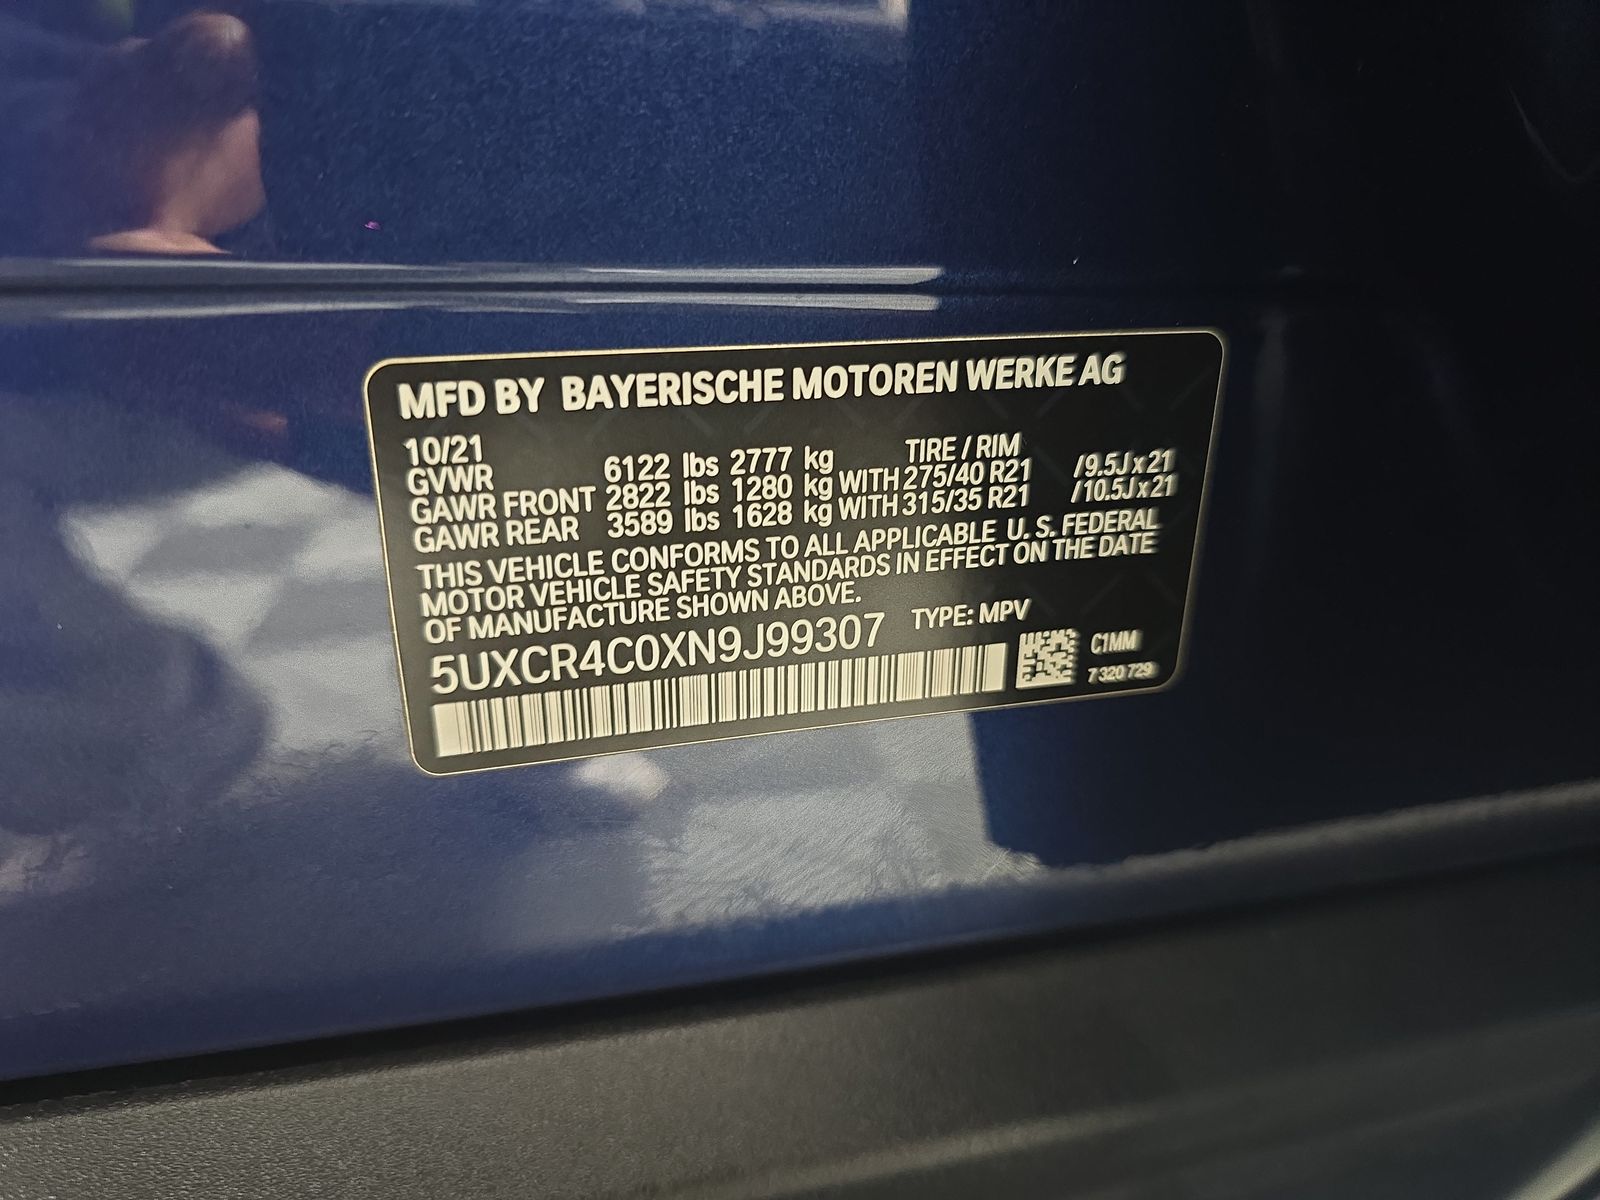 MFD BY BAYERISCHE MOTOREN WERKE AG
10/21 TIRE / RIM
GVWR 6122 lbs 2777 kg
GAWR FRONT 2822 lbs 1280 kg WITH 275/40 R21 /9.5J x 21
GAWR REAR 3589 lbs 1628 kg WITH 315/35 R21 /10.5J x 21
THIS VEHICLE CONFORMS TO ALL APPLICABLE U. S. FEDERAL
MOTOR VEHICLE SAFETY STANDARDS IN EFFECT ON THE DATE
OF MANUFACTURE SHOWN ABOVE.
5UXCR4C0XN9J99307 TYPE: MPV
C1MM
7 320 729